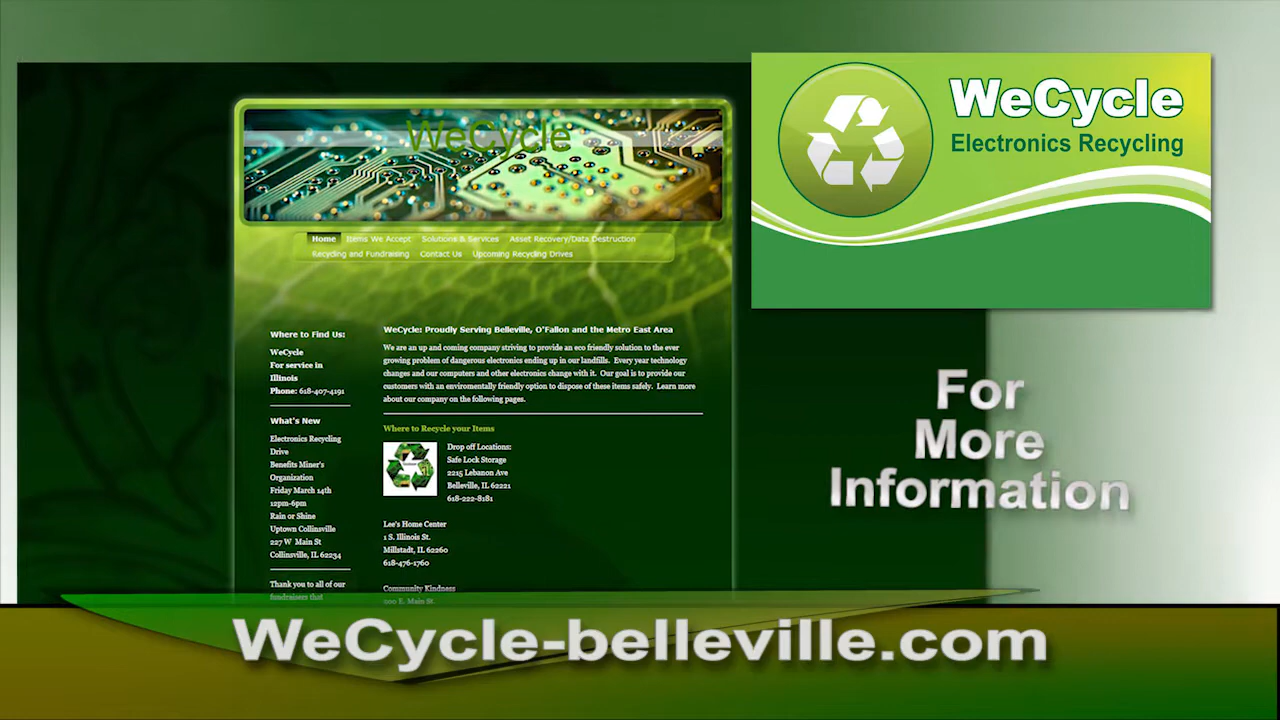 WeCycle
Electronics Recycling
WeCycle
Home Items We Accept Solutions & Services Asset Recovery/Data Destruction
Recycling and Fundraising Contact Us Upcoming Recycling Drives
Where to Find Us:
WeCycle
For service in
Illinois
Phone: 618-407-4191
What's New
Electronics Recycling
Drive
Benefits Miner's
Organization
Friday March 14th
12pm-6pm
Rain or Shine
Uptown Collinsville
227 W Main St
Collinsville, IL 62234
Thank you to all of our
fundraisers that
WeCycle: Proudly Serving Belleville, O'Fallon and the Metro East Area
We are an up and coming company striving to provide an eco friendly solution to the ever
growing problem of dangerous electronics ending up in our landfills. Every year technology
changes and our computers and other electronics change with it. Our goal is to provide our
customers with an enviromentally friendly option to dispose of these items safely. Learn more
about our company on the following pages.
Where to Recycle your Items
Drop off Locations:
Safe Lock Storage
2215 Lebanon Ave
Belleville, IL 62221
618-222-8181
Lee's Home Center
1 S. Illinois St.
Millstadt, IL 62260
618-476-1760
Community Kindness
E. Main St.
For
More
Information
WeCycle-belleville.com